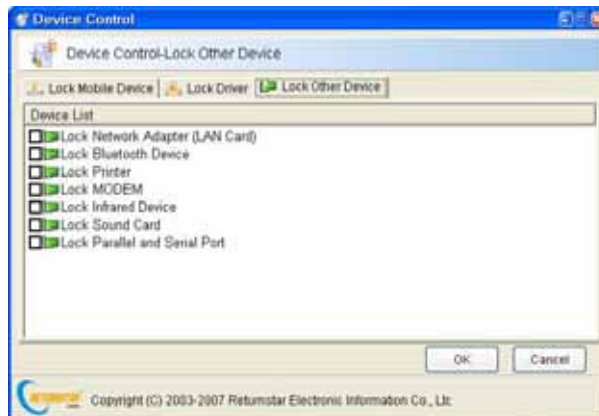 Device Control
Device Control-Lock Other Device
Lock Mobile Device Lock Driver Lock Other Device
Device List
Lock Network Adapter (LAN Card)
Lock Bluetooth Device
Lock Printer
Lock MODEM
Lock Infrared Device
Lock Sound Card
Lock Parallel and Serial Port
OK Cancel
Copyright (C) 2003-2007 Returnstar Electronic Information Co., Lt